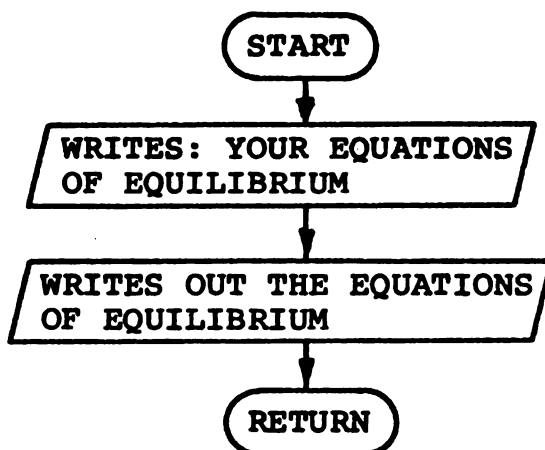 START
WRITES: YOUR EQUATIONS
OF EQUILIBRIUM
WRITES OUT THE EQUATIONS
OF EQUILIBRIUM
RETURN